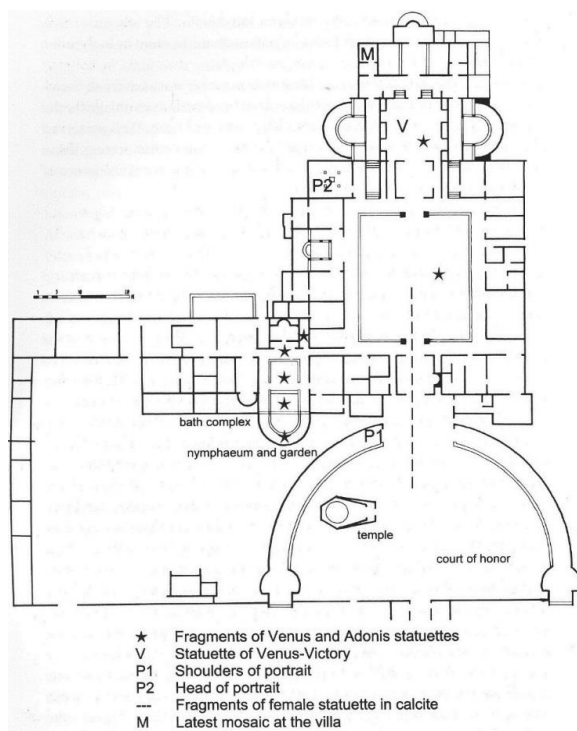 M
V
P2
bath complex
nymphaeum and garden
P1
temple
court of honor
★ Fragments of Venus and Adonis statuettes
V Statuette of Venus-Victory
P1 Shoulders of portrait
P2 Head of portrait
--- Fragments of female statuette in calcite
M Latest mosaic at the villa